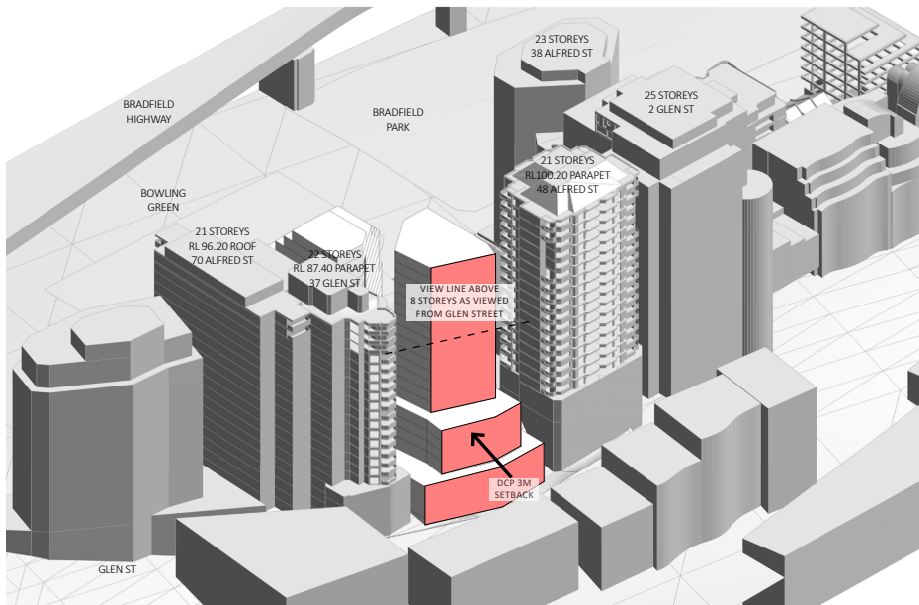 23 STOREYS
38 ALFRED ST
25 STOREYS
2 GLEN ST
BRADFIELD
HIGHWAY
BRADFIELD
PARK
21 STOREYS
RL100.20 PARAPET
48 ALFRED ST
BOWLING
GREEN
21 STOREYS
RL 96.20 ROOF
70 ALFRED ST
22 STOREYS
RL 87.40 PARAPET
37 GLEN ST
VIEW LINE ABOVE
8 STOREYS AS VIEWED
FROM GLEN STREET
DCP 3M
SETBACK
GLEN ST